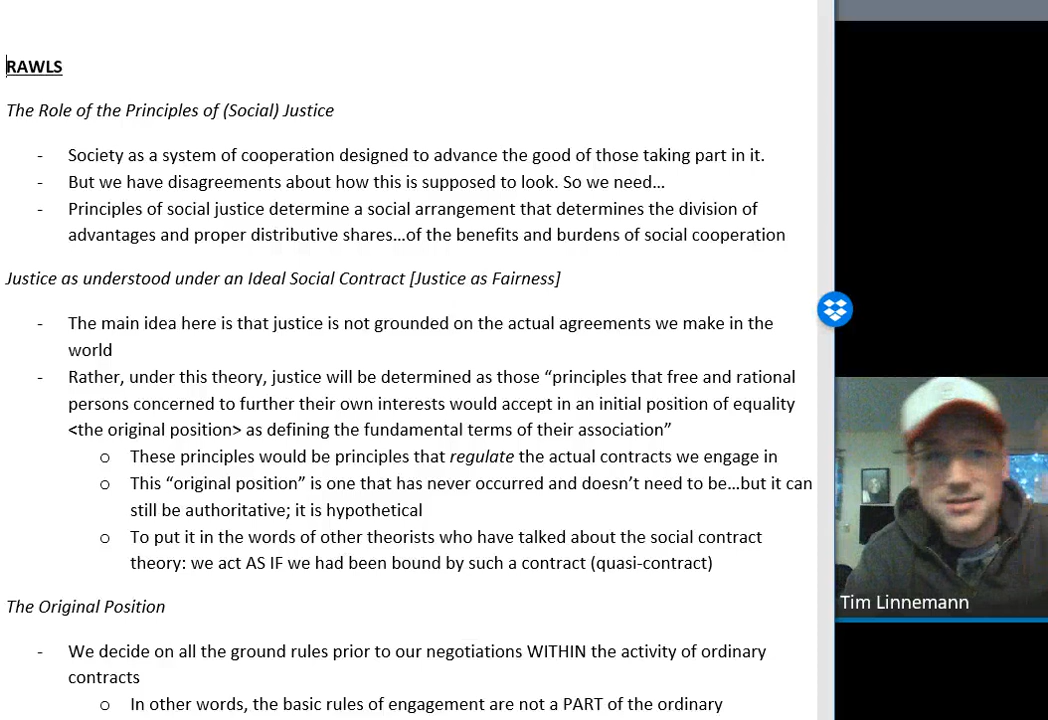 RAWLS
The Role of the Principles of (Social) Justice
- Society as a system of cooperation designed to advance the good of those taking part in it.
- But we have disagreements about how this is supposed to look. So we need…
- Principles of social justice determine a social arrangement that determines the division of
advantages and proper distributive shares…of the benefits and burdens of social cooperation
Justice as understood under an Ideal Social Contract [Justice as Fairness]
- The main idea here is that justice is not grounded on the actual agreements we make in the
world
- Rather, under this theory, justice will be determined as those “principles that free and rational
persons concerned to further their own interests would accept in an initial position of equality
<the original position> as defining the fundamental terms of their association”
o These principles would be principles that regulate the actual contracts we engage in
o This “original position” is one that has never occurred and doesn’t need to be…but it can
still be authoritative; it is hypothetical
o To put it in the words of other theorists who have talked about the social contract
theory: we act AS IF we had been bound by such a contract (quasi-contract)
Tim Linnemann
The Original Position
- We decide on all the ground rules prior to our negotiations WITHIN the activity of ordinary
contracts
o In other words, the basic rules of engagement are not a PART of the ordinary